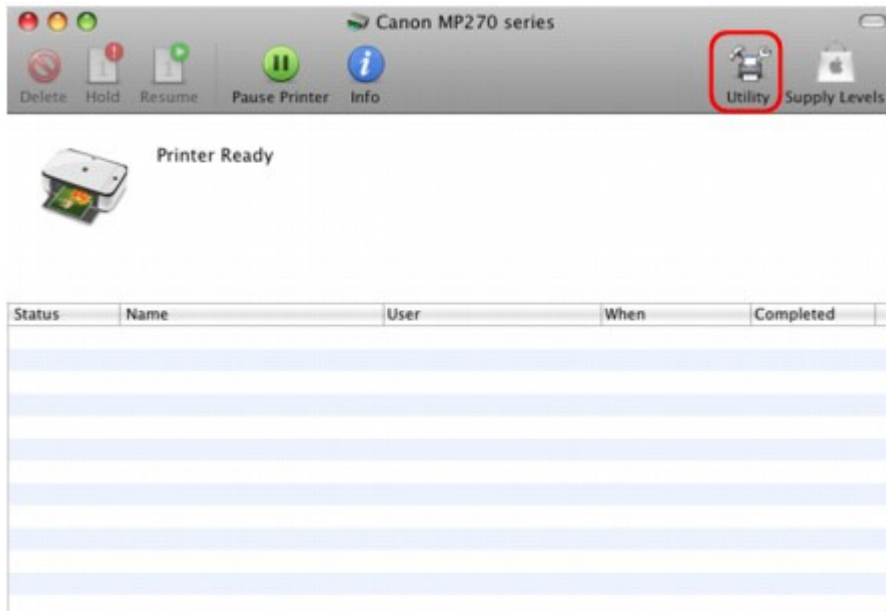 Canon MP270 series
Delete Hold Resume Pause Printer Info Utility Supply Levels
Printer Ready
Status Name User When Completed